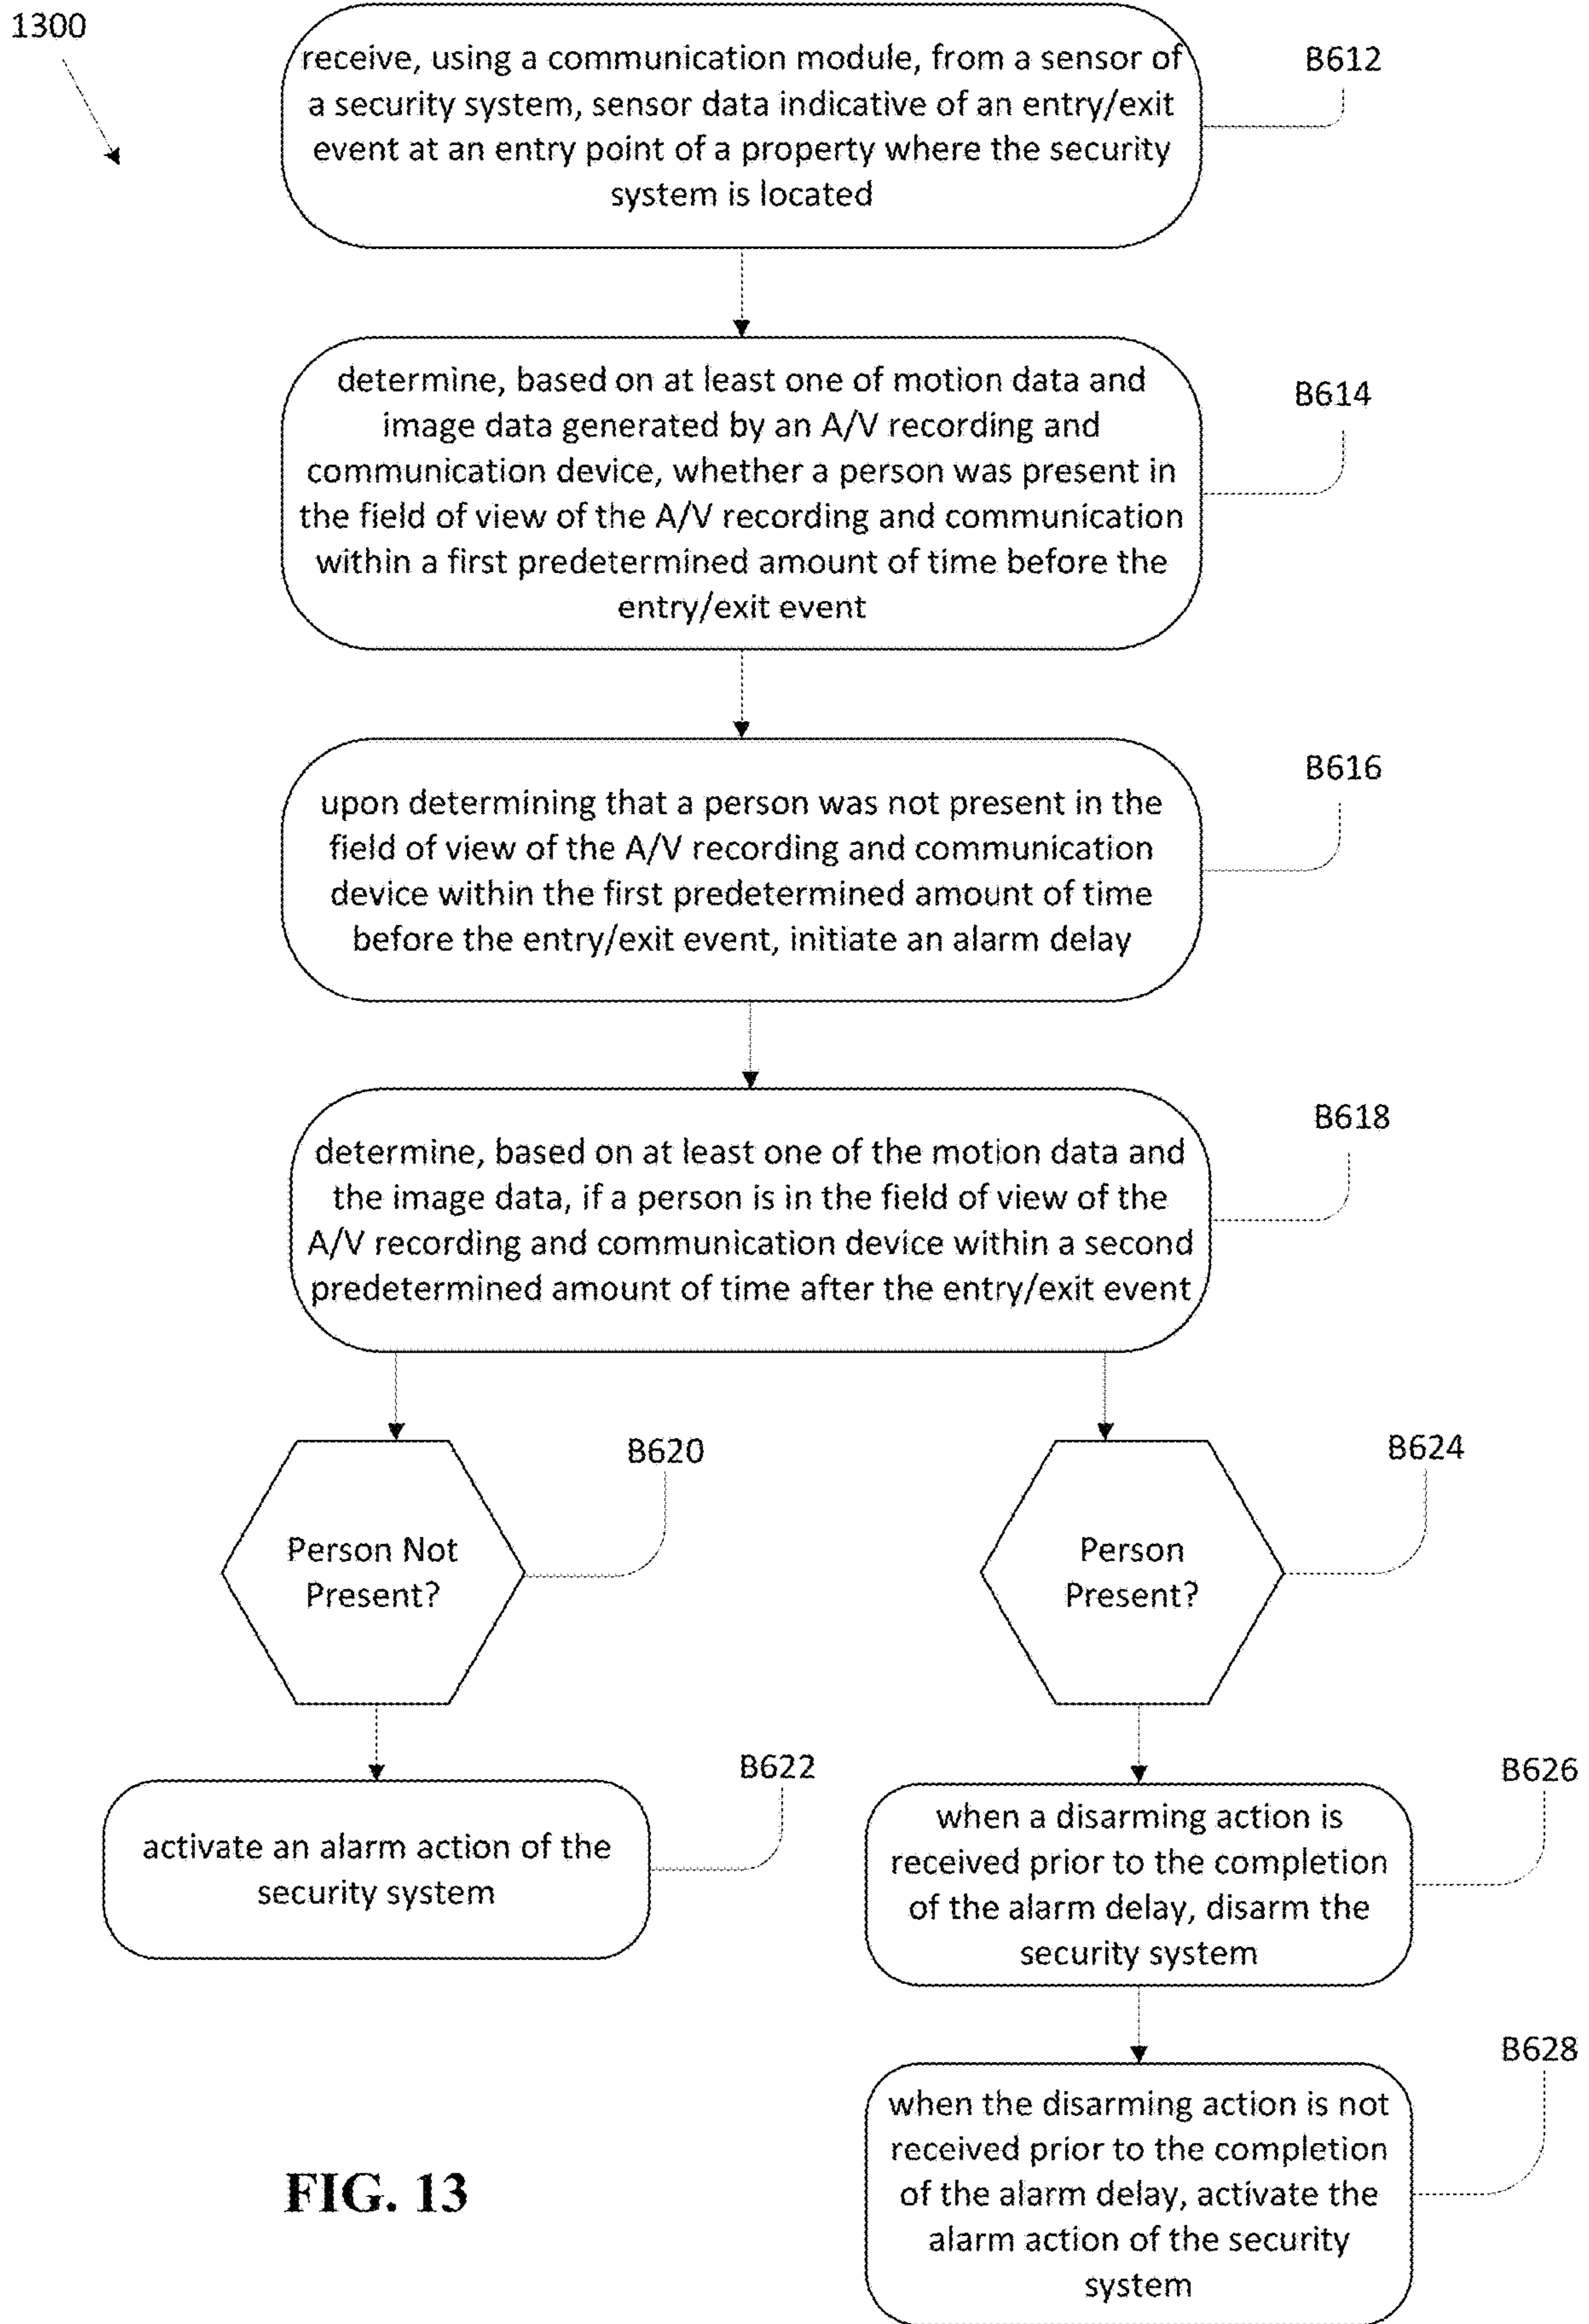 1300
receive, using a communication module, from a sensor of
a security system, sensor data indicative of an entry/exit
event at an entry point of a property where the security
system is located
B612
determine, based on at least one of motion data and
image data generated by an A/V recording and
communication device, whether a person was present in
the field of view of the A/V recording and communication
within a first predetermined amount of time before the
entry/exit event
B614
upon determining that a person was not present in the
field of view of the A/V recording and communication
device within the first predetermined amount of time
before the entry/exit event, initiate an alarm delay
B616
determine, based on at least one of the motion data and
the image data, if a person is in the field of view of the
A/V recording and communication device within a second
predetermined amount of time after the entry/exit event
B618
Person Not
Present?
B620
Person
Present?
B624
activate an alarm action of the
security system
B622
when a disarming action is
received prior to the completion
of the alarm delay, disarm the
security system
B626
when the disarming action is not
received prior to the completion
of the alarm delay, activate the
alarm action of the security
system
B628
FIG. 13